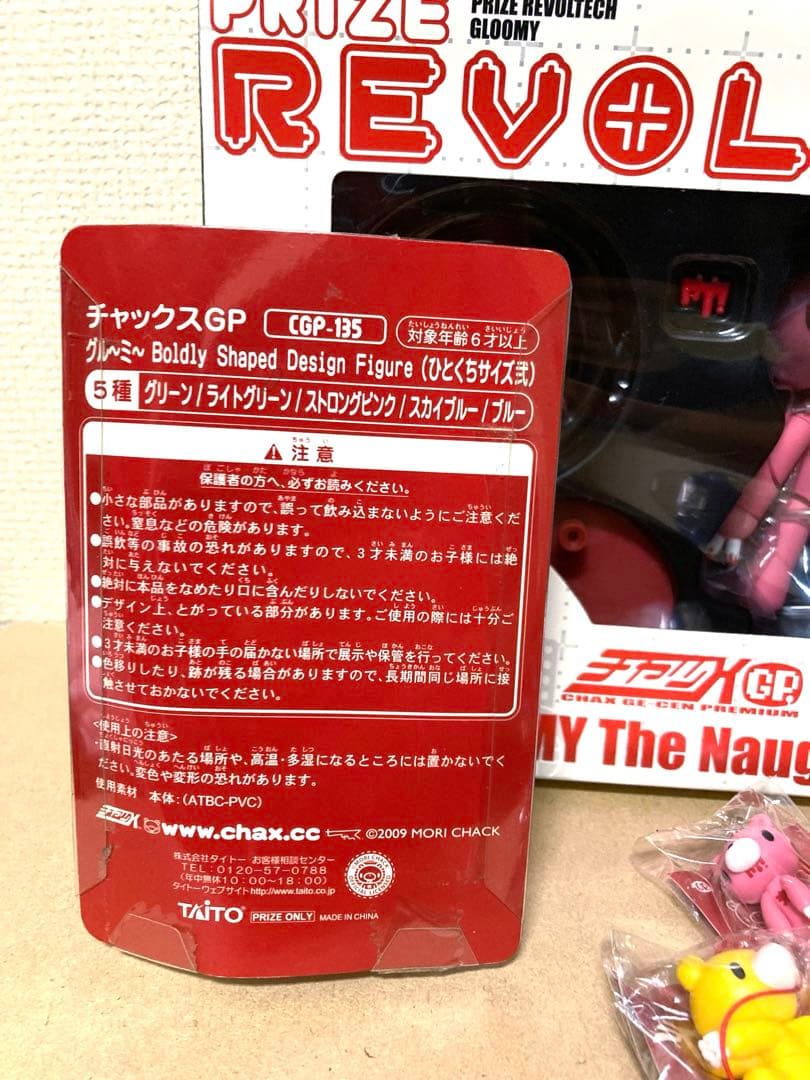 PRIZE
PRIZE REVOLTECH
GLOOMY
REVOL
チャックスGP CGP-135 対象年齢6才以上
グル〜ミ〜 Boldly Shaped Design Figure (ひとくちサイズ弐)
5種 グリーン/ライトグリーン/ストロングピンク/スカイブルー/ブルー
⚠注意
保護者の方へ、必ずお読みください。
●小さな部品がありますので、誤って飲み込まないようにご注意くだ
さい。窒息などの危険があります。
●誤飲等の事故の恐れがありますので、3才未満のお子様には絶
対に与えないでください。
●絶対に本品をなめたり口に含んだりしないでください。
●デザイン上、とがっている部分があります。ご使用の際には十分ご
注意ください。
●3才未満のお子様の手の届かない場所で展示や保管を行ってください。
●色移りしたり、跡が残る場合がありますので、長期間同じ場所に接
触させておかないでください。
<使用上の注意>
・直射日光のあたる場所や、高温・多湿になるところには置かないでく
ださい。変色や変形の恐れがあります。
使用素材 本体:(ATBC-PVC)
チャックス www.chax.cc ©2009 MORI CHACK
株式会社タイトー お客様相談センター
TEL:0120-57-0788
(年中無休10:00〜18:00)
タイトーウェブサイト http://www.taito.co.jp
TAITO PRIZE ONLY MADE IN CHINA
チャックス GP
CHAX GE-CEN PREMIUM
MY The Naug